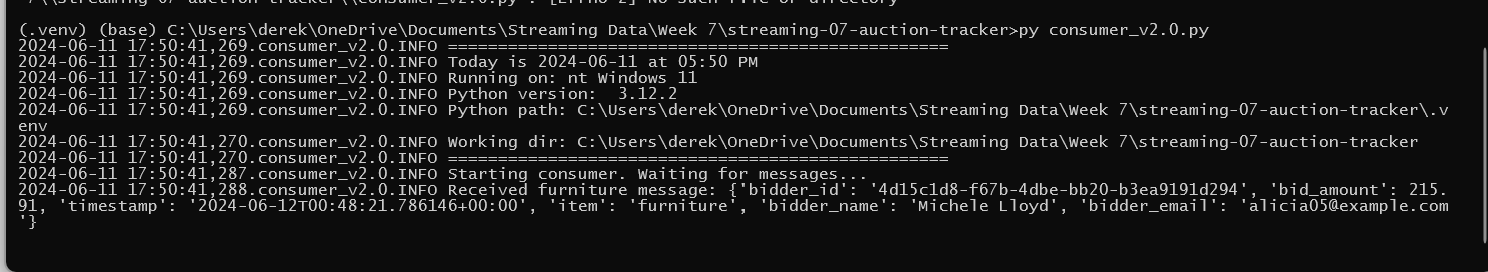 7\\streaming-07-auction-tracker\\consumer_v2.0.py': [Errno 2] No such file or directory
(.venv) (base) C:\Users\derek\OneDrive\Documents\Streaming Data\Week 7\streaming-07-auction-tracker>py consumer_v2.0.py
2024-06-11 17:50:41,269.consumer_v2.0.INFO ==================================================
2024-06-11 17:50:41,269.consumer_v2.0.INFO Today is 2024-06-11 at 05:50 PM
2024-06-11 17:50:41,269.consumer_v2.0.INFO Running on: nt Windows 11
2024-06-11 17:50:41,269.consumer_v2.0.INFO Python version:  3.12.2
2024-06-11 17:50:41,269.consumer_v2.0.INFO Python path: C:\Users\derek\OneDrive\Documents\Streaming Data\Week 7\streaming-07-auction-tracker\.v
env
2024-06-11 17:50:41,270.consumer_v2.0.INFO Working dir: C:\Users\derek\OneDrive\Documents\Streaming Data\Week 7\streaming-07-auction-tracker
2024-06-11 17:50:41,270.consumer_v2.0.INFO ==================================================
2024-06-11 17:50:41,287.consumer_v2.0.INFO Starting consumer. Waiting for messages...
2024-06-11 17:50:41,288.consumer_v2.0.INFO Received furniture message: {'bidder_id': '4d15c1d8-f67b-4dbe-bb20-b3ea9191d294', 'bid_amount': 215.
91, 'timestamp': '2024-06-12T00:48:21.786146+00:00', 'item': 'furniture', 'bidder_name': 'Michele Lloyd', 'bidder_email': 'alicia05@example.com
'}